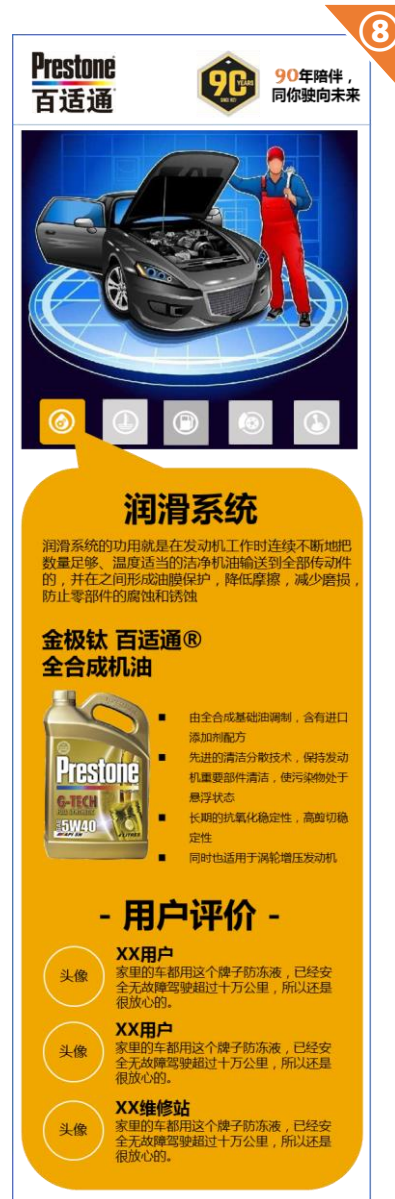 ⑧
Prestone
百适通
90 YEARS
SINCE 1927
90年陪伴，
同你驶向未来
润滑系统
润滑系统的功用就是在发动机工作时连续不断地把
数量足够、温度适当的洁净机油输送到全部传动件
的，并在之间形成油膜保护，降低摩擦，减少磨损，
防止零部件的腐蚀和锈蚀
金极钛 百适通®
全合成机油
Prestone
G-TECH
5W40
API SN
4 LITRES
■ 由全合成基础油调制，含有进口
添加剂配方
■ 先进的清洁分散技术，保持发动
机重要部件清洁，使污染物处于
悬浮状态
■ 长期的抗氧化稳定性，高剪切稳
定性
■ 同时也适用于涡轮增压发动机
- 用户评价 -
头像
XX用户
家里的车都用这个牌子防冻液，已经安
全无故障驾驶超过十万公里，所以还是
很放心的。
头像
XX用户
家里的车都用这个牌子防冻液，已经安
全无故障驾驶超过十万公里，所以还是
很放心的。
头像
XX维修站
家里的车都用这个牌子防冻液，已经安
全无故障驾驶超过十万公里，所以还是
很放心的。